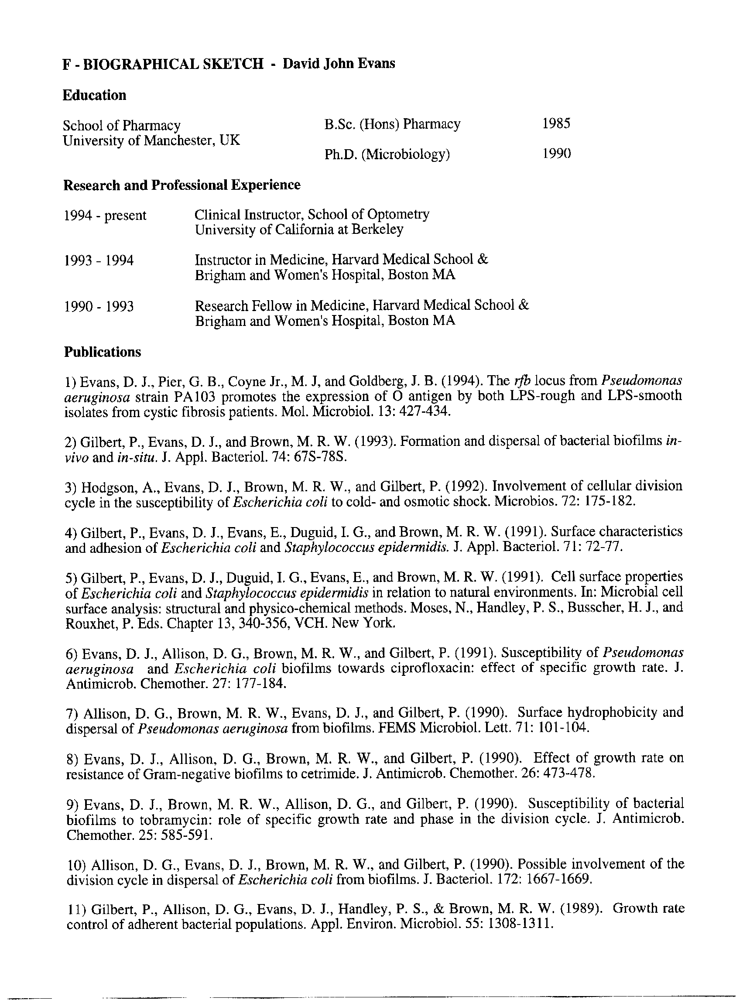 F - BIOGRAPHICAL SKETCH - David John Evans
Education
School of Pharmacy B.Sc. (Hons) Pharmacy 1985
University of Manchester, UK
Ph.D. (Microbiology) 1990
Research and Professional Experience
1994 - present Clinical Instructor, School of Optometry
University of California at Berkeley
1993 - 1994 Instructor in Medicine, Harvard Medical School &
Brigham and Women's Hospital, Boston MA
1990 - 1993 Research Fellow in Medicine, Harvard Medical School &
Brigham and Women's Hospital, Boston MA
Publications
1) Evans, D. J., Pier, G. B., Coyne Jr., M. J, and Goldberg, J. B. (1994). The rfb locus from Pseudomonas
aeruginosa strain PA103 promotes the expression of O antigen by both LPS-rough and LPS-smooth
isolates from cystic fibrosis patients. Mol. Microbiol. 13: 427-434.
2) Gilbert, P., Evans, D. J., and Brown, M. R. W. (1993). Formation and dispersal of bacterial biofilms in-
vivo and in-situ. J. Appl. Bacteriol. 74: 67S-78S.
3) Hodgson, A., Evans, D. J., Brown, M. R. W., and Gilbert, P. (1992). Involvement of cellular division
cycle in the susceptibility of Escherichia coli to cold- and osmotic shock. Microbios. 72: 175-182.
4) Gilbert, P., Evans, D. J., Evans, E., Duguid, I. G., and Brown, M. R. W. (1991). Surface characteristics
and adhesion of Escherichia coli and Staphylococcus epidermidis. J. Appl. Bacteriol. 71: 72-77.
5) Gilbert, P., Evans, D. J., Duguid, I. G., Evans, E., and Brown, M. R. W. (1991). Cell surface properties
of Escherichia coli and Staphylococcus epidermidis in relation to natural environments. In: Microbial cell
surface analysis: structural and physico-chemical methods. Moses, N., Handley, P. S., Busscher, H. J., and
Rouxhet, P. Eds. Chapter 13, 340-356, VCH. New York.
6) Evans, D. J., Allison, D. G., Brown, M. R. W., and Gilbert, P. (1991). Susceptibility of Pseudomonas
aeruginosa and Escherichia coli biofilms towards ciprofloxacin: effect of specific growth rate. J.
Antimicrob. Chemother. 27: 177-184.
7) Allison, D. G., Brown, M. R. W., Evans, D. J., and Gilbert, P. (1990). Surface hydrophobicity and
dispersal of Pseudomonas aeruginosa from biofilms. FEMS Microbiol. Lett. 71: 101-104.
8) Evans, D. J., Allison, D. G., Brown, M. R. W., and Gilbert, P. (1990). Effect of growth rate on
resistance of Gram-negative biofilms to cetrimide. J. Antimicrob. Chemother. 26: 473-478.
9) Evans, D. J., Brown, M. R. W., Allison, D. G., and Gilbert, P. (1990). Susceptibility of bacterial
biofilms to tobramycin: role of specific growth rate and phase in the division cycle. J. Antimicrob.
Chemother. 25: 585-591.
10) Allison, D. G., Evans, D. J., Brown, M. R. W., and Gilbert, P. (1990). Possible involvement of the
division cycle in dispersal of Escherichia coli from biofilms. J. Bacteriol. 172: 1667-1669.
11) Gilbert, P., Allison, D. G., Evans, D. J., Handley, P. S., & Brown, M. R. W. (1989). Growth rate
control of adherent bacterial populations. Appl. Environ. Microbiol. 55: 1308-1311.